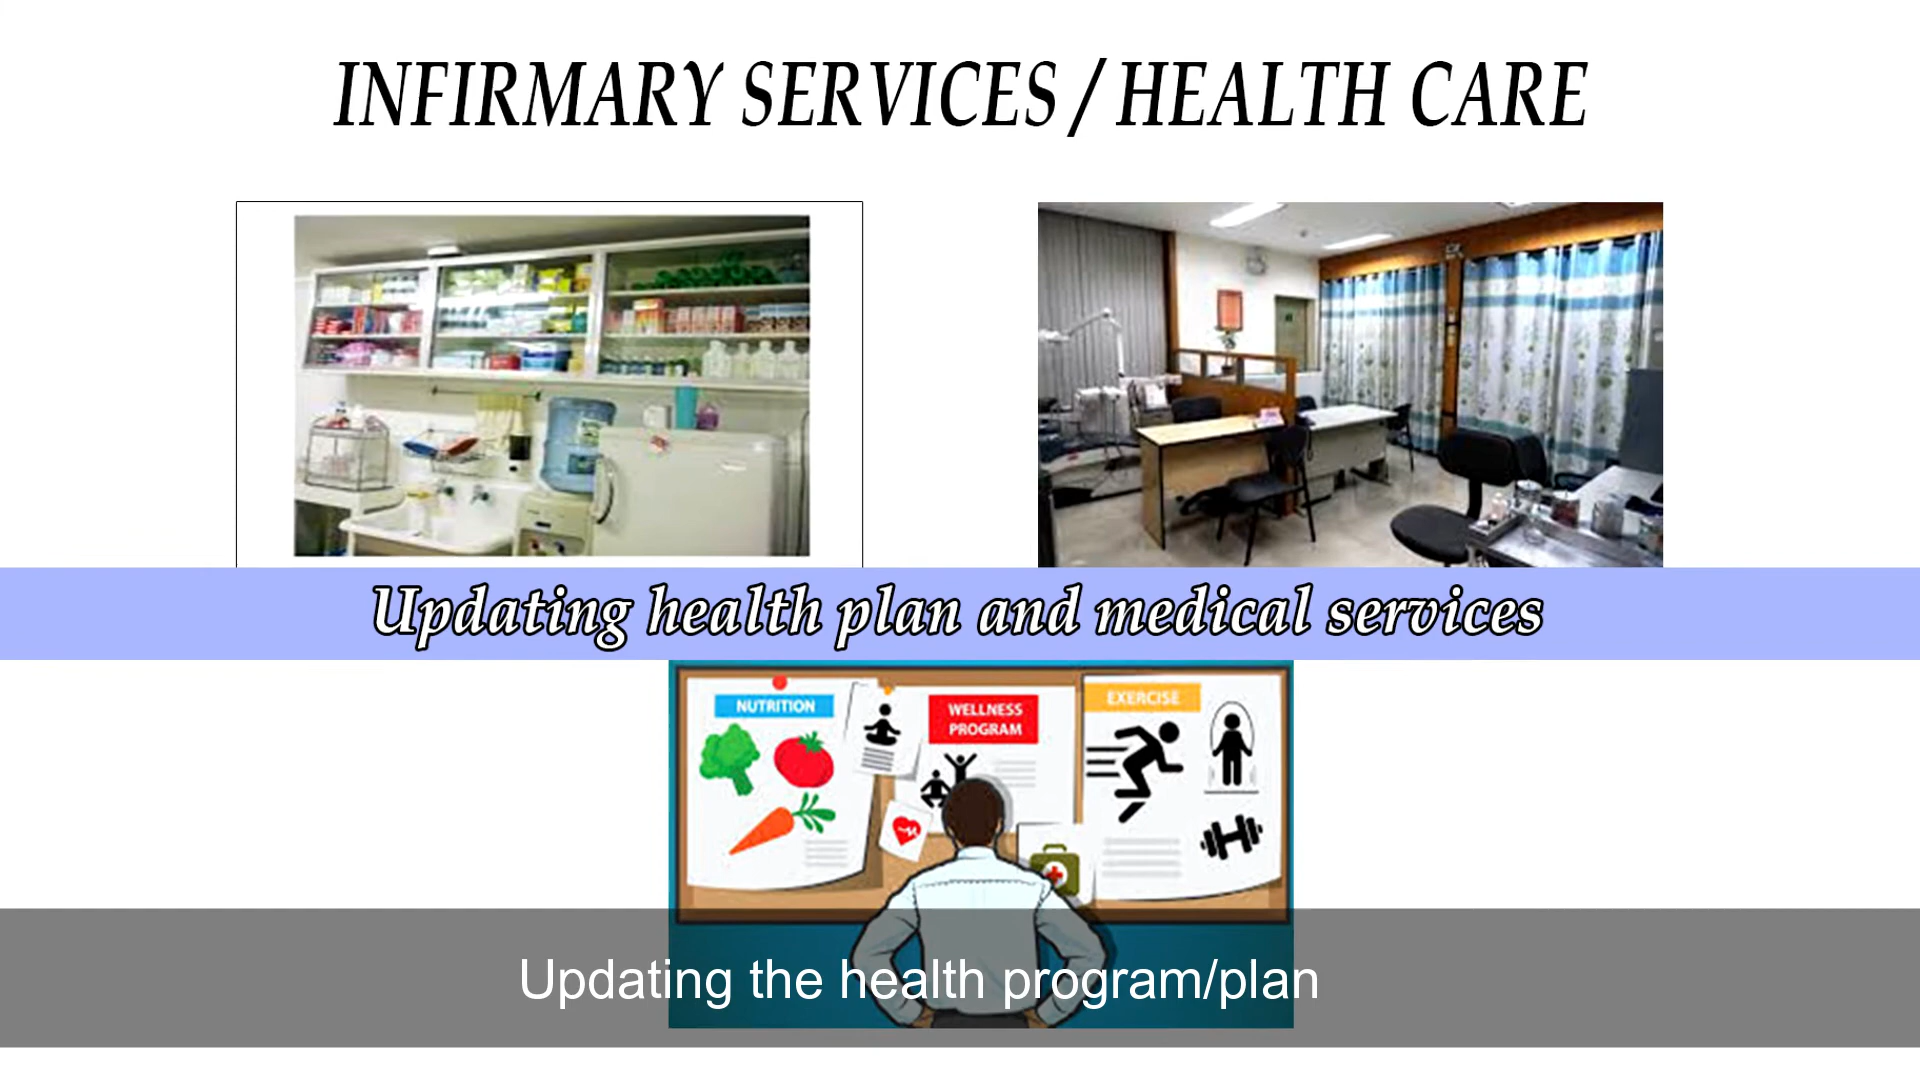 INFIRMARY SERVICES / HEALTH CARE
Updating health plan and medical services
NUTRITION
WELLNESS
PROGRAM
EXERCISE
Updating the health program/plan